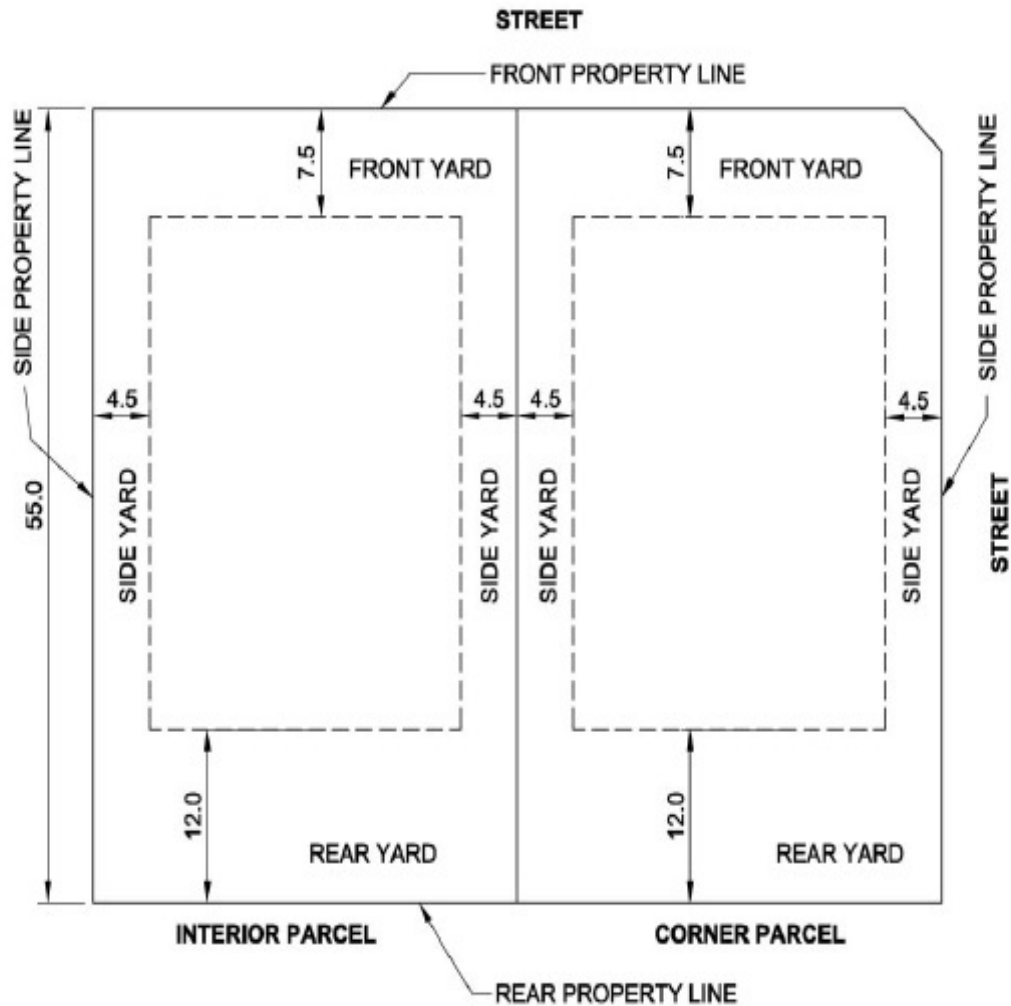 STREET
FRONT PROPERTY LINE
7.5
FRONT YARD
7.5
FRONT YARD
SIDE PROPERTY LINE
SIDE PROPERTY LINE
4.5
4.5
4.5
4.5
55.0
SIDE YARD
SIDE YARD
SIDE YARD
SIDE YARD
STREET
12.0
REAR YARD
12.0
REAR YARD
INTERIOR PARCEL
CORNER PARCEL
REAR PROPERTY LINE